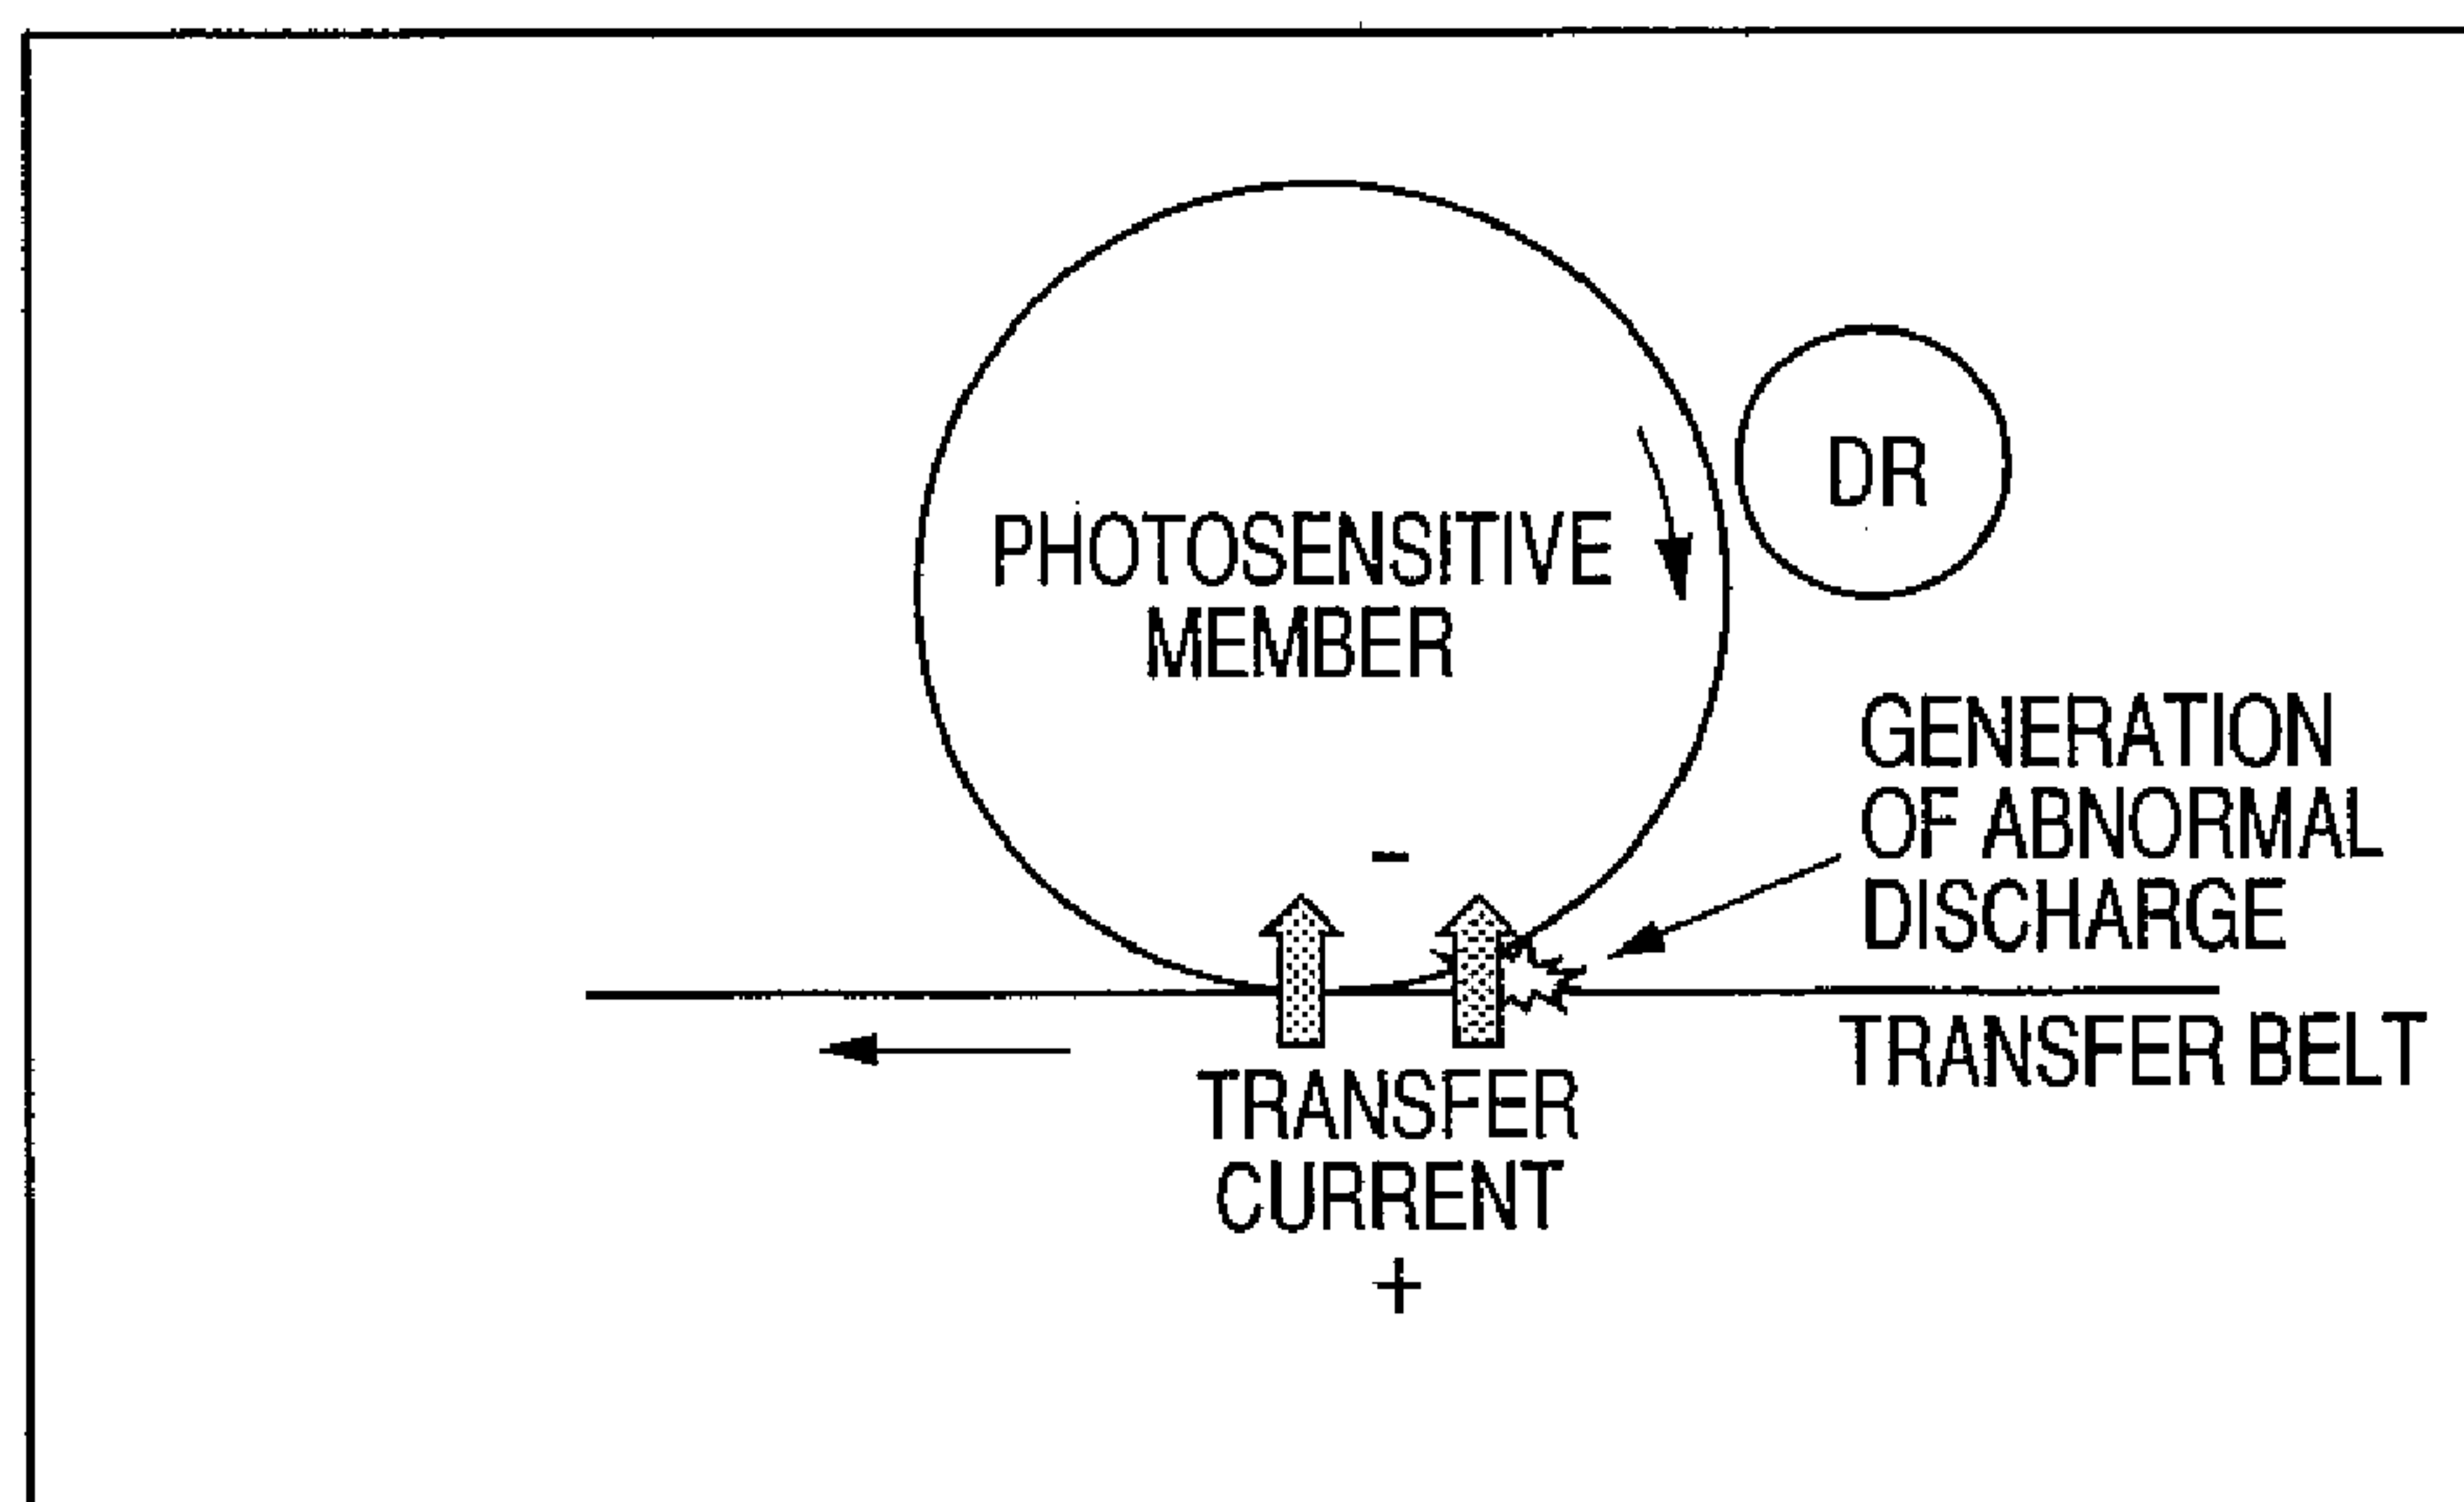 DR
PHOTOSENSITIVE
MEMBER
GENERATION
OF ABNORMAL
DISCHARGE
-
TRANSFER BELT
TRANSFER
CURRENT
+